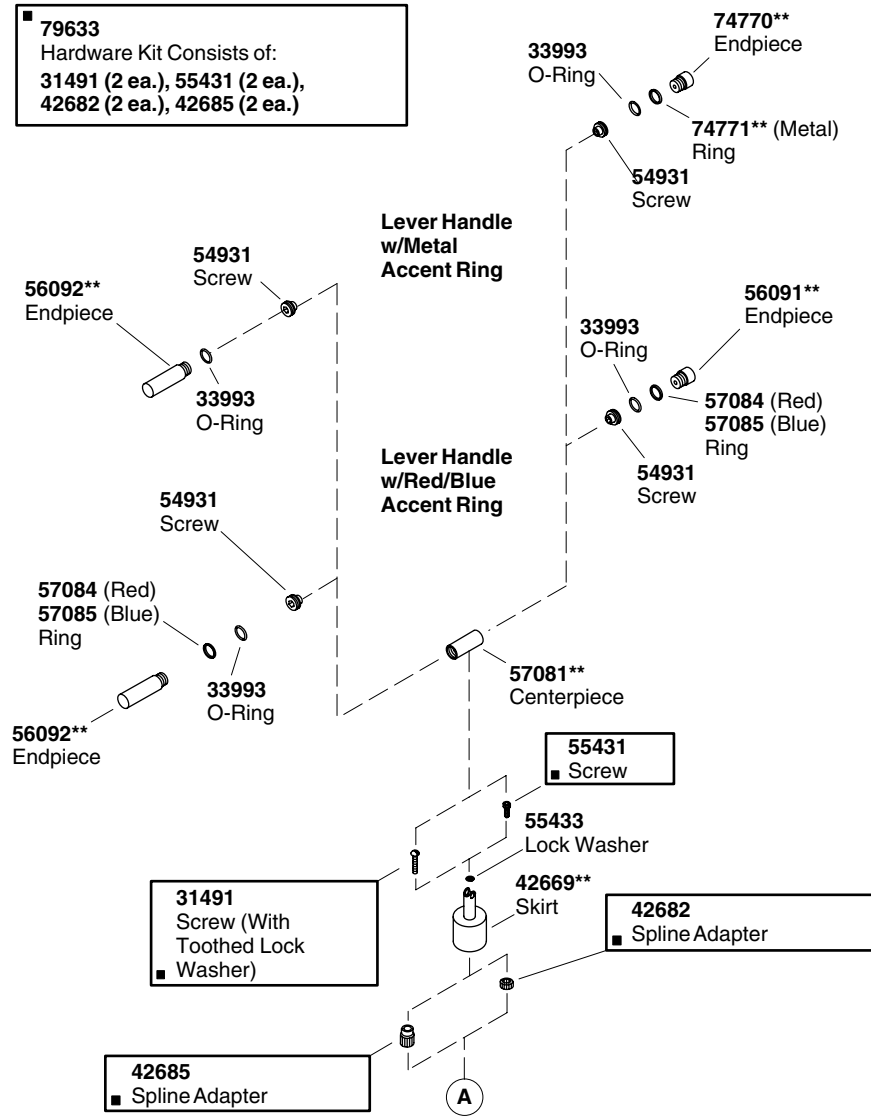 ■ 79633
Hardware Kit Consists of:
31491 (2 ea.), 55431 (2 ea.),
42682 (2 ea.), 42685 (2 ea.)
74770**
Endpiece
33993
O-Ring
74771** (Metal)
Ring
54931
Screw
Lever Handle
w/Metal
Accent Ring
54931
Screw
56092**
Endpiece
33993
O-Ring
56091**
Endpiece
33993
O-Ring
57084 (Red)
57085 (Blue)
Ring
54931
Screw
Lever Handle
w/Red/Blue
Accent Ring
54931
Screw
57084 (Red)
57085 (Blue)
Ring
33993
O-Ring
56092**
Endpiece
57081**
Centerpiece
55431
■ Screw
55433
Lock Washer
42669**
Skirt
31491
Screw (With
Toothed Lock
■ Washer)
42682
■ Spline Adapter
42685
■ Spline Adapter
A